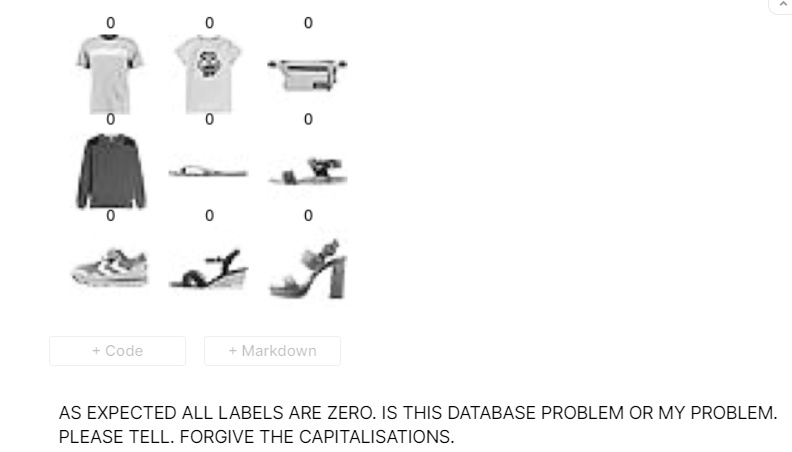 0 0 0
0 0 0
0 0 0
+ Code + Markdown
AS EXPECTED ALL LABELS ARE ZERO. IS THIS DATABASE PROBLEM OR MY PROBLEM.
PLEASE TELL. FORGIVE THE CAPITALISATIONS.